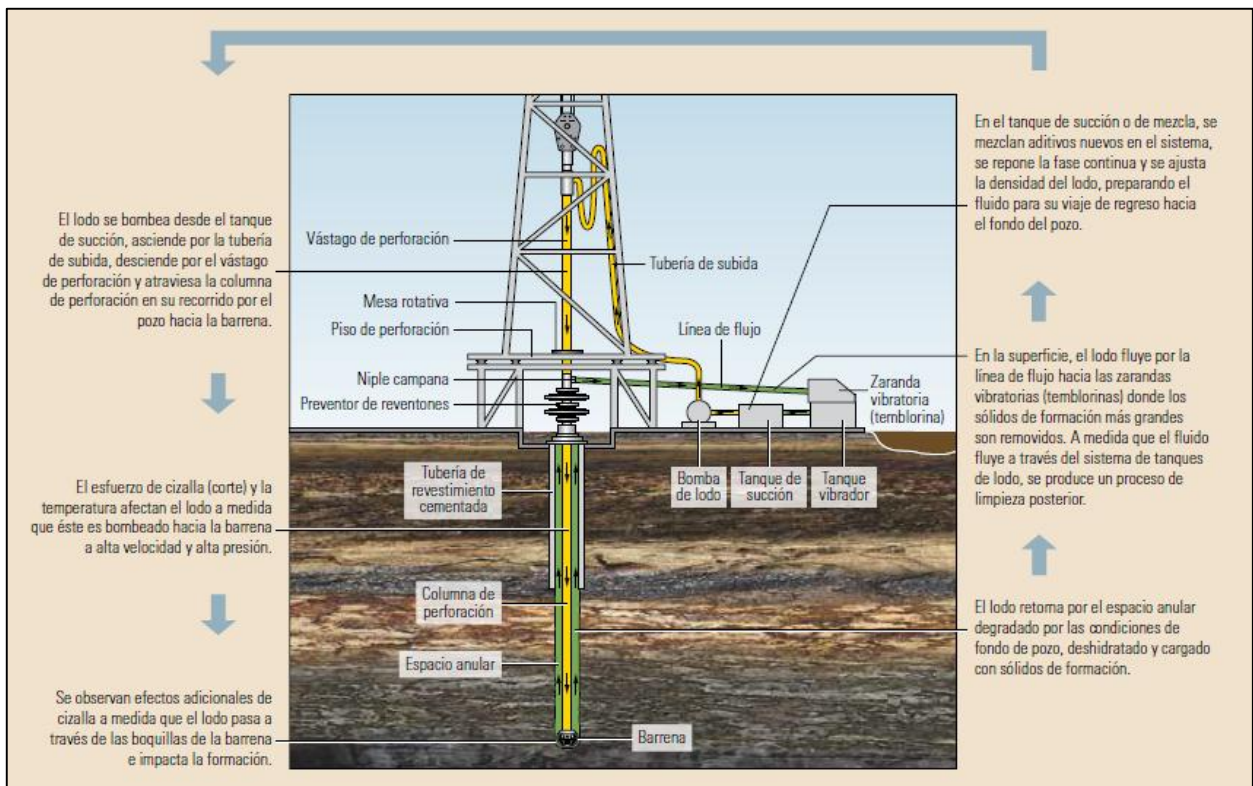 El lodo se bombea desde el tanque
de succión, asciende por la tubería
de subida, desciende por el vástago
de perforación y atraviesa la columna
de perforación en su recorrido por el
pozo hacia la barrena.
El esfuerzo de cizalla (corte) y la
temperatura afectan el lodo a medida
que éste es bombeado hacia la barrena
a alta velocidad y alta presión.
Se observan efectos adicionales de
cizalla a medida que el lodo pasa a
través de las boquillas de la barrena
e impacta la formación.
Vástago de perforación
Tubería de subida
Mesa rotativa
Piso de perforación
Línea de flujo
Niple campana
Preventor de reventones
Zaranda
vibratoria
(temblorina)
Tubería de
revestimiento
cementada
Bomba
de lodo
Tanque de
succión
Tanque
vibrador
Columna de
perforación
Espacio anular
Barrena
En el tanque de succión o de mezcla, se
mezclan aditivos nuevos en el sistema,
se repone la fase continua y se ajusta
la densidad del lodo, preparando el
fluido para su viaje de regreso hacia
el fondo del pozo.
En la superficie, el lodo fluye por la
línea de flujo hacia las zarandas
vibratorias (temblorinas) donde los
sólidos de formación más grandes
son removidos. A medida que el fluido
fluye a través del sistema de tanques
de lodo, se produce un proceso de
limpieza posterior.
El lodo retorna por el espacio anular
degradado por las condiciones de
fondo de pozo, deshidratado y cargado
con sólidos de formación.